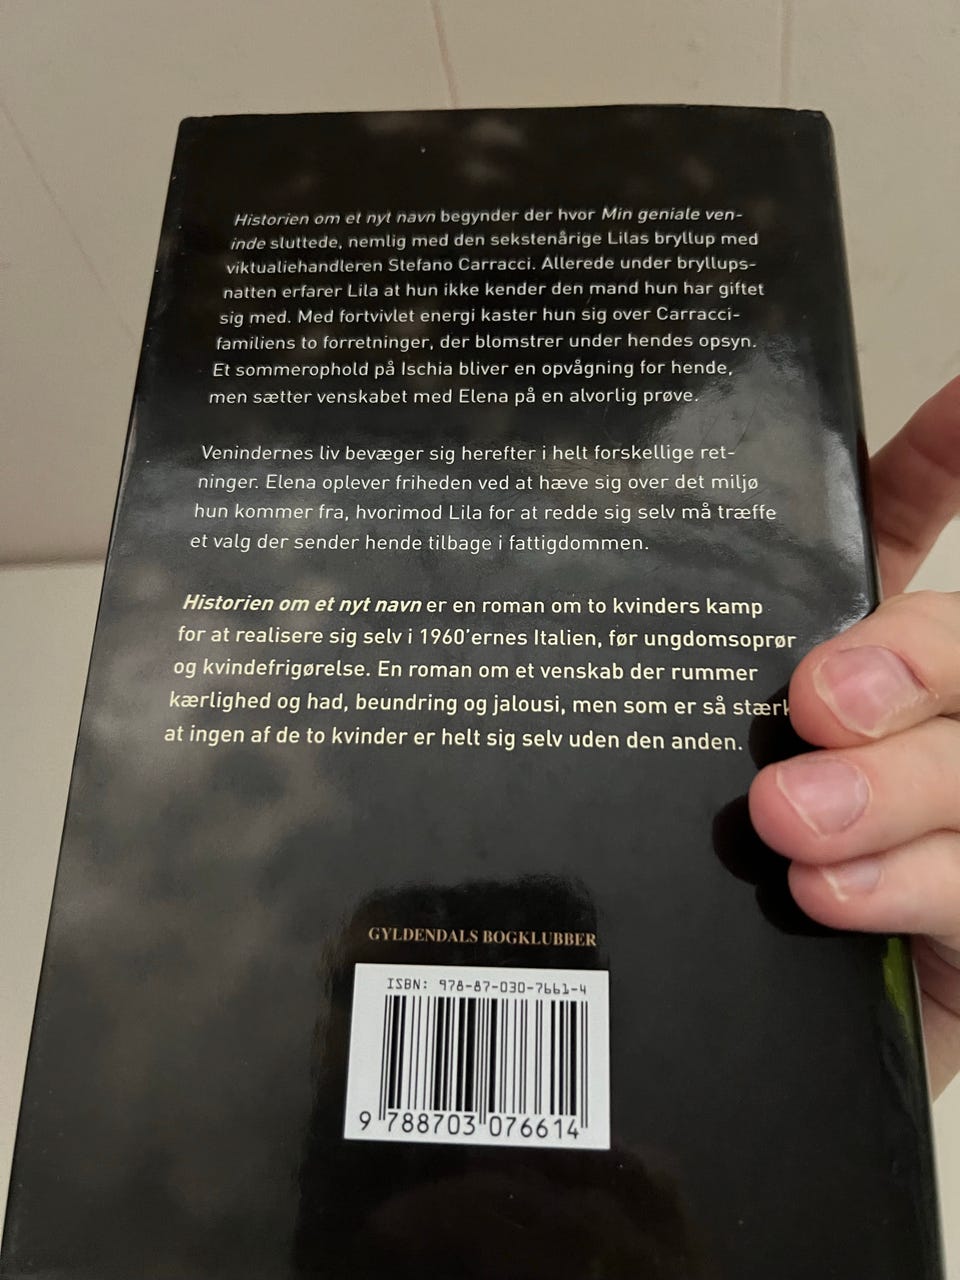 Historien om et nyt navn begynder der hvor Min geniale ven-
inde sluttede, nemlig med den sekstenårige Lilas bryllup med
viktualiehandleren Stefano Carracci. Allerede under bryllups-
natten erfarer Lila at hun ikke kender den mand hun har giftet
sig med. Med fortvivlet energi kaster hun sig over Carracci-
familiens to forretninger, der blomstrer under hendes opsyn.
Et sommerophold på Ischia bliver en opvågning for hende,
men sætter venskabet med Elena på en alvorlig prøve.
Venindernes liv bevæger sig herefter i helt forskellige ret-
ninger. Elena oplever friheden ved at hæve sig over det miljø
hun kommer fra, hvorimod Lila for at redde sig selv må træffe
et valg der sender hende tilbage i fattigdommen.
Historien om et nyt navn er en roman om to kvinders kamp
for at realisere sig selv i 1960'ernes Italien, før ungdomsoprør
og kvindefrigørelse. En roman om et venskab der rummer
kærlighed og had, beundring og jalousi, men som er så stærk
at ingen af de to kvinder er helt sig selv uden den anden.
GYLDENDALS BOGKLUBBER
ISBN: 978-87-030-7661-4
9 788703 076614